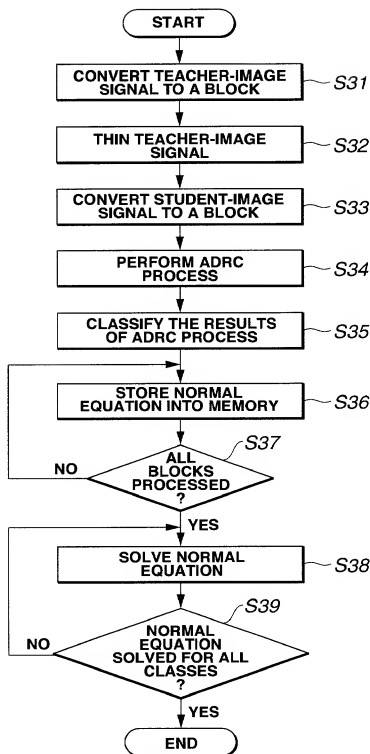 START
CONVERT TEACHER-IMAGE
SIGNAL TO A BLOCK
S31
THIN TEACHER-IMAGE
SIGNAL
S32
CONVERT STUDENT-IMAGE
SIGNAL TO A BLOCK
S33
PERFORM ADRC
PROCESS
S34
CLASSIFY THE RESULTS
OF ADRC PROCESS
S35
STORE NORMAL
EQUATION INTO MEMORY
S36
S37
ALL
BLOCKS
PROCESSED
?
NO
YES
SOLVE NORMAL
EQUATION
S38
S39
NORMAL
EQUATION
SOLVED FOR ALL
CLASSES
?
NO
YES
END